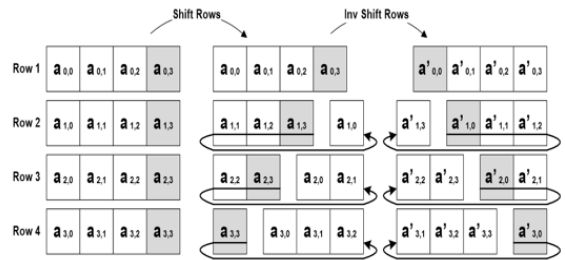 Shift Rows Inv Shift Rows
Row 1 a 0,0 a 0,1 a 0,2 a 0,3 a 0,0 a 0,1 a 0,2 a 0,3 a' 0,0 a' 0,1 a' 0,2 a' 0,3
Row 2 a 1,0 a 1,1 a 1,2 a 1,3 a 1,1 a 1,2 a 1,3 a 1,0 a' 1,3 a' 1,0 a' 1,1 a' 1,2
Row 3 a 2,0 a 2,1 a 2,2 a 2,3 a 2,2 a 2,3 a 2,0 a 2,1 a' 2,2 a' 2,3 a' 2,0 a' 2,1
Row 4 a 3,0 a 3,1 a 3,2 a 3,3 a 3,3 a 3,0 a 3,1 a 3,2 a' 3,1 a' 3,2 a' 3,3 a' 3,0